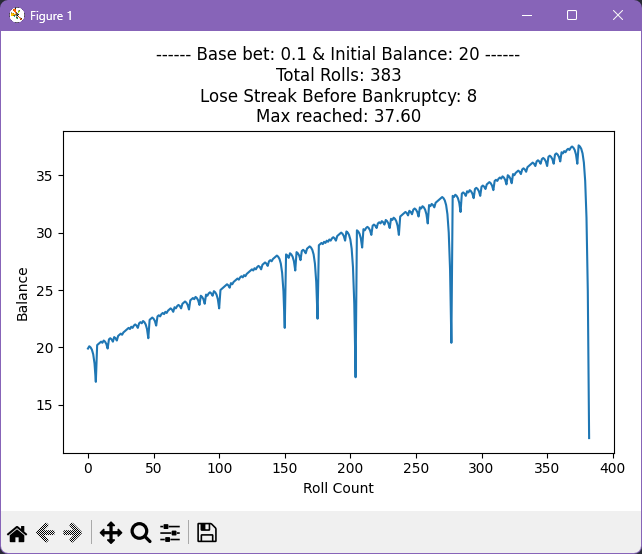 Figure 1
------ Base bet: 0.1 & Initial Balance: 20 ------
Total Rolls: 383
Lose Streak Before Bankruptcy: 8
Max reached: 37.60
35
30
25
20
15
Balance
0 50 100 150 200 250 300 350 400
Roll Count